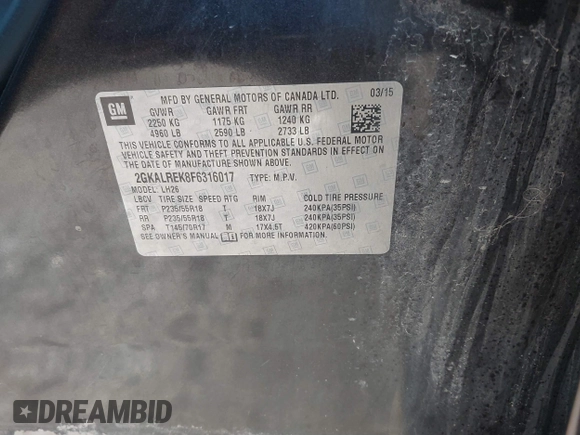 GM
MFD BY GENERAL MOTORS OF CANADA LTD. 03/15
GVWR GAWR FRT GAWR RR
2250 KG 1175 KG 1240 KG
4960 LB 2590 LB 2733 LB
THIS VEHICLE CONFORMS TO ALL APPLICABLE U.S. FEDERAL MOTOR
VEHICLE SAFETY, BUMPER, AND THEFT PREVENTION STANDARDS IN
EFFECT ON THE DATE OF MANUFACTURE SHOWN ABOVE.
2GKALREK8F6316017 TYPE: M.P.V.
MODEL: LH26
LBCV TIRE SIZE SPEED RTG RIM COLD TIRE PRESSURE
FRT P235/55R18 T 18X7J 240KPA(35PSI)
RR P235/55R18 T 18X7J 240KPA(35PSI)
SPA T145/70R17 M 17X4.5T 420KPA(60PSI)
SEE OWNER'S MANUAL FOR MORE INFORMATION.
DREAMBID